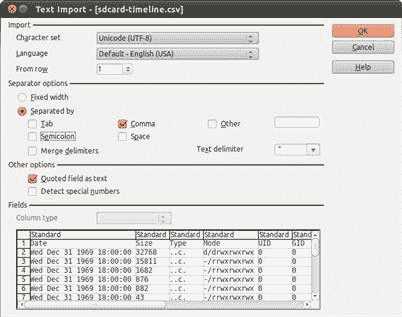 Text Import - [sdcard-timeline.csv]
Import
Character set Unicode (UTF-8)
Language Default - English (USA)
From row 1
OK
Cancel
Help
Separator options
Fixed width
Separated by
Tab Comma Other
Semicolon Space
Merge delimiters Text delimiter "
Other options
Quoted field as text
Detect special numbers
Fields
Column type
Standard Standard Standard Standard Standard Stand
1 Date Size Type Mode UID GID
2 Wed Dec 31 1969 18:00:00 32768 ..c. d/drwxrwxrwx 0 0
3 Wed Dec 31 1969 18:00:00 15811 ..c. -/rrwxrwxrwx 0 0
4 Wed Dec 31 1969 18:00:00 1682 ..c. -/rrwxrwxrwx 0 0
5 Wed Dec 31 1969 18:00:00 876 ..c. -/rrwxrwxrwx 0 0
6 Wed Dec 31 1969 18:00:00 882 ..c. -/rrwxrwxrwx 0 0
7 Wed Dec 31 1969 18:00:00 43 ..c. -/rrwxrwxrwx 0 0